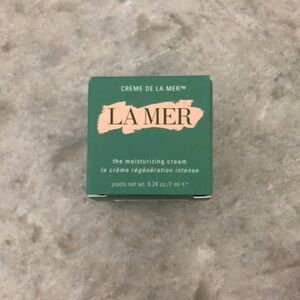 CRÈME DE LA MER™
LA MER
the moisturizing cream
la crème régénération intense
poids net wt. 0.24 oz./7 ml e